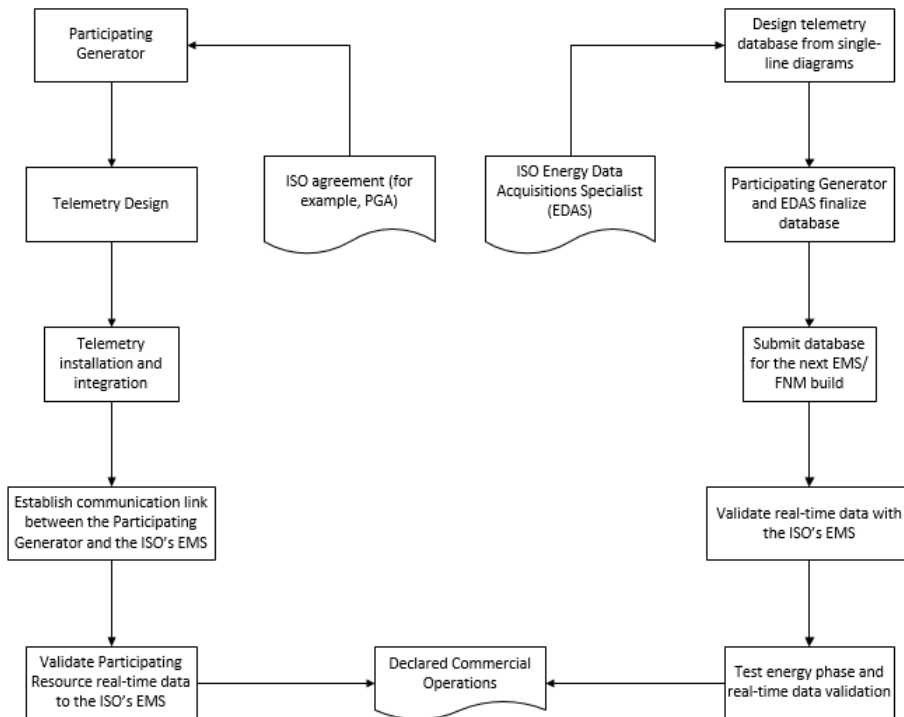 Participating
Generator
Design telemetry
database from single-
line diagrams
Telemetry Design
ISO agreement (for
example, PGA)
ISO Energy Data
Acquisitions Specialist
(EDAS)
Participating Generator
and EDAS finalize
database
Telemetry
installation and
integration
Submit database
for the next EMS/
FNM build
Establish communication link
between the Participating
Generator and the ISO's EMS
Validate real-time data with
the ISO's EMS
Validate Participating
Resource real-time data
to the ISO's EMS
Declared Commercial
Operations
Test energy phase and
real-time data validation